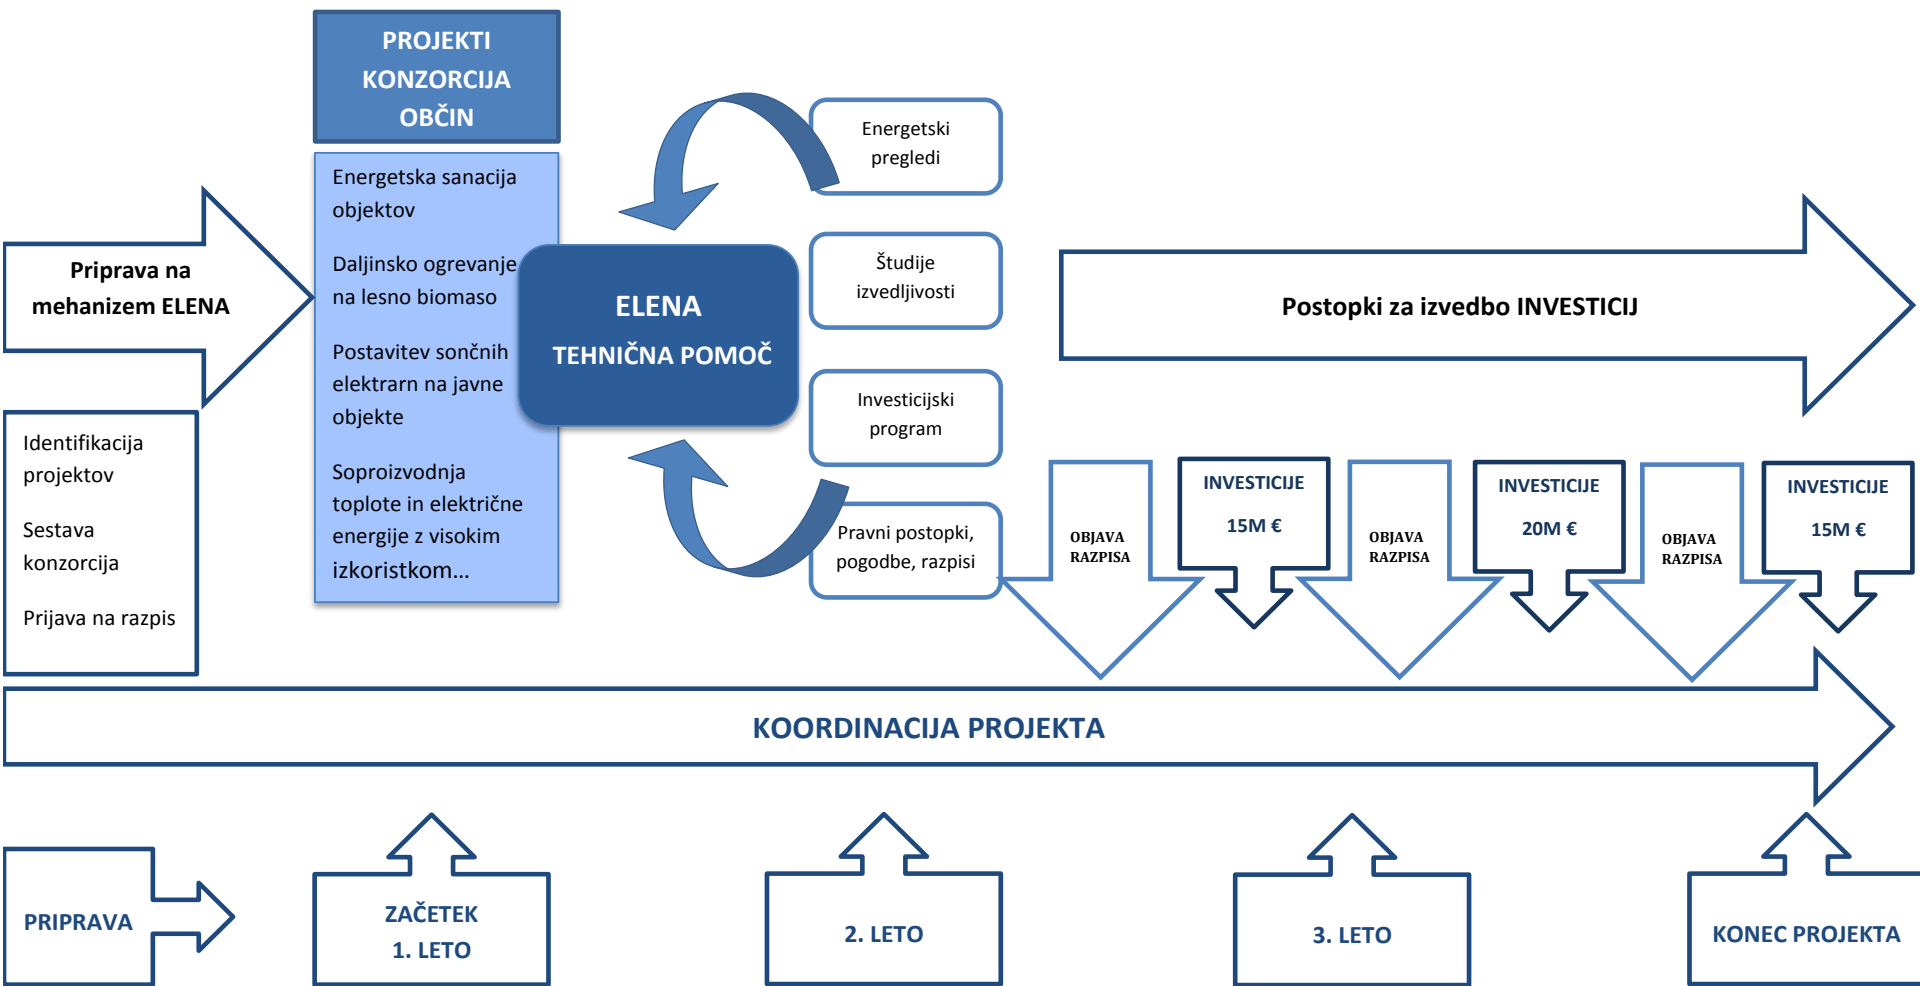 PROJEKTI
KONZORCIJA
OBČIN
Priprava na
mehanizem ELENA
Identifikacija
projektov
Sestava
konzorcija
Prijava na razpis
Energetska sanacija
objektov
Daljinsko ogrevanje
na lesno biomaso
Postavitev sončnih
elektrarn na javne
objekte
Soproizvodnja
toplote in električne
energije z visokim
izkoristkom...
ELENA
TEHNIČNA POMOČ
Energetski
pregledi
Študije
izvedljivosti
Investicijski
program
Pravni postopki,
pogodbe, razpisi
Postopki za izvedbo INVESTICIJ
OBJAVA
RAZPISA
INVESTICIJE
15M €
OBJAVA
RAZPISA
INVESTICIJE
20M €
OBJAVA
RAZPISA
INVESTICIJE
15M €
KOORDINACIJA PROJEKTA
PRIPRAVA
ZAČETEK
1. LETO
2. LETO
3. LETO
KONEC PROJEKTA